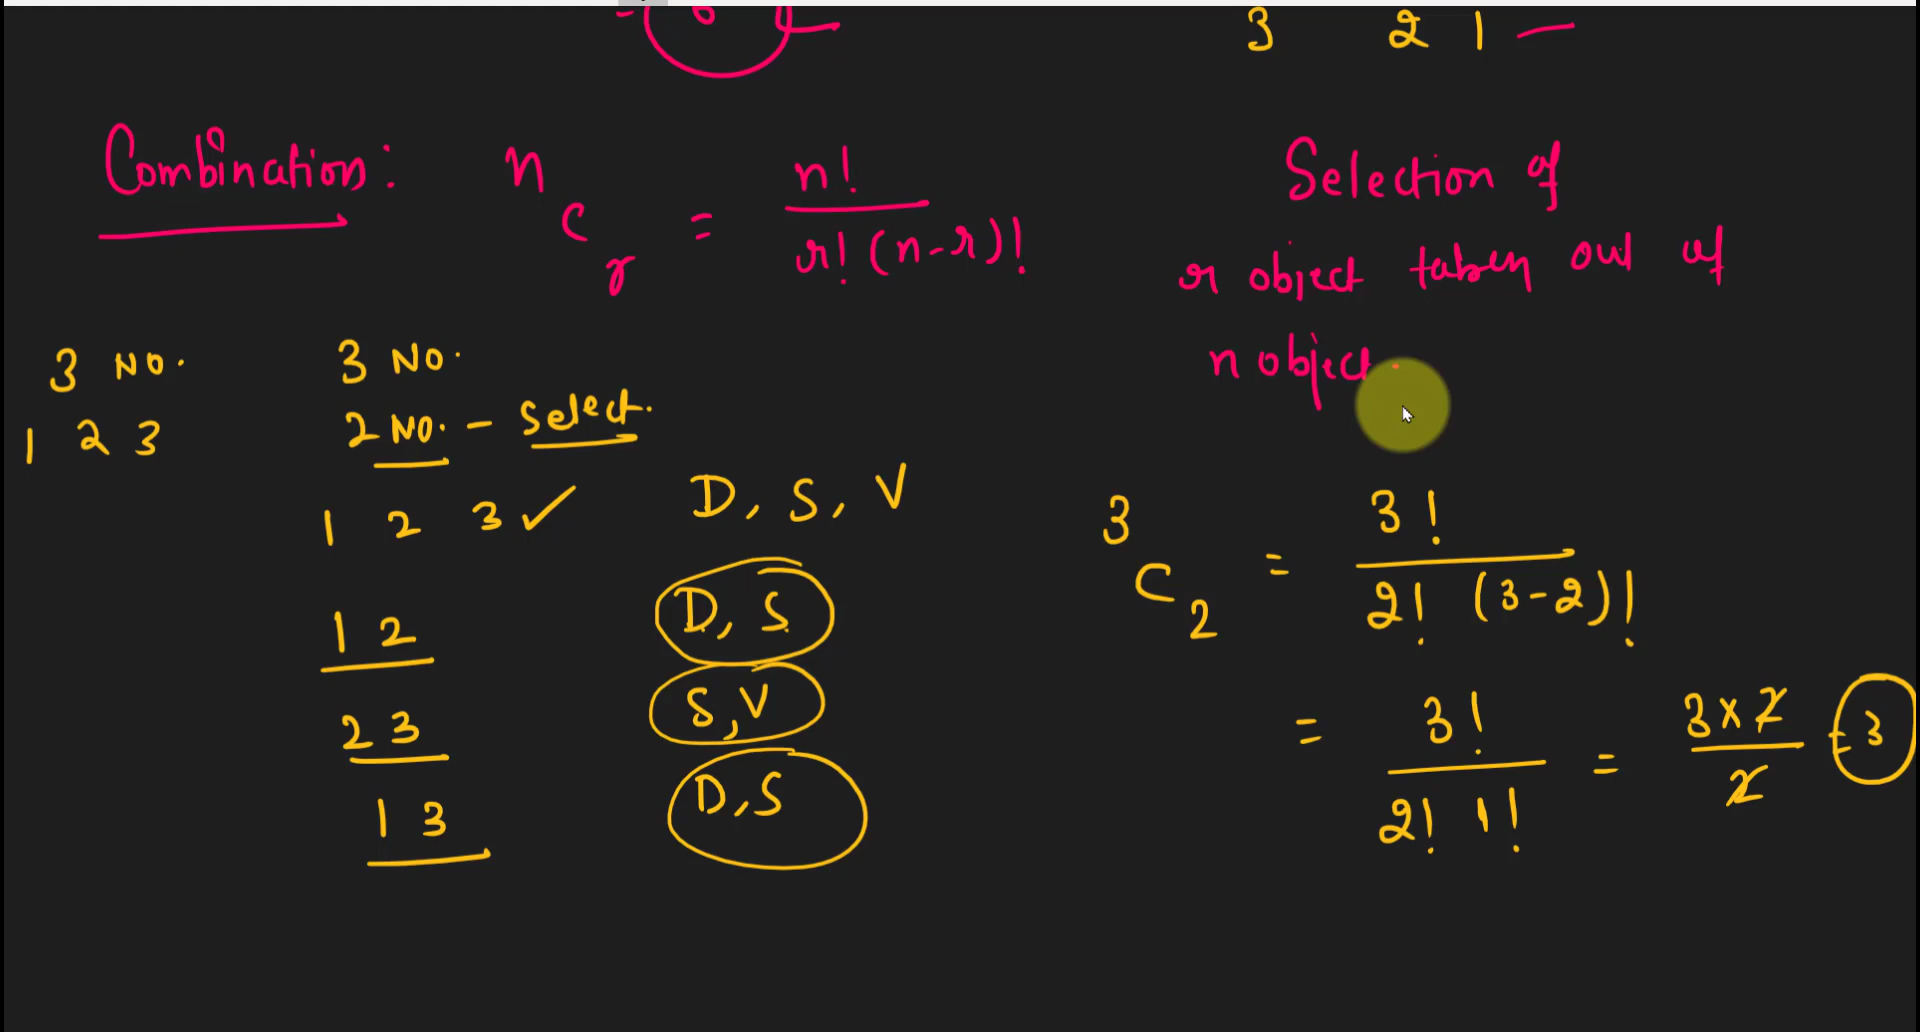 3 2 1 —
Combination: n C r = n! / r! (n-r)!
Selection of
r object taken out of
n object.
3 No.
1 2 3
3 No.
2 No. - Select.
1 2 3 ✓
1 2
2 3
1 3
D, S, V
D, S
S, V
D, S
3 C 2 = 3! / 2! (3-2)!
= 3! / 2! 1! = 3 x 2 / 2 = 3